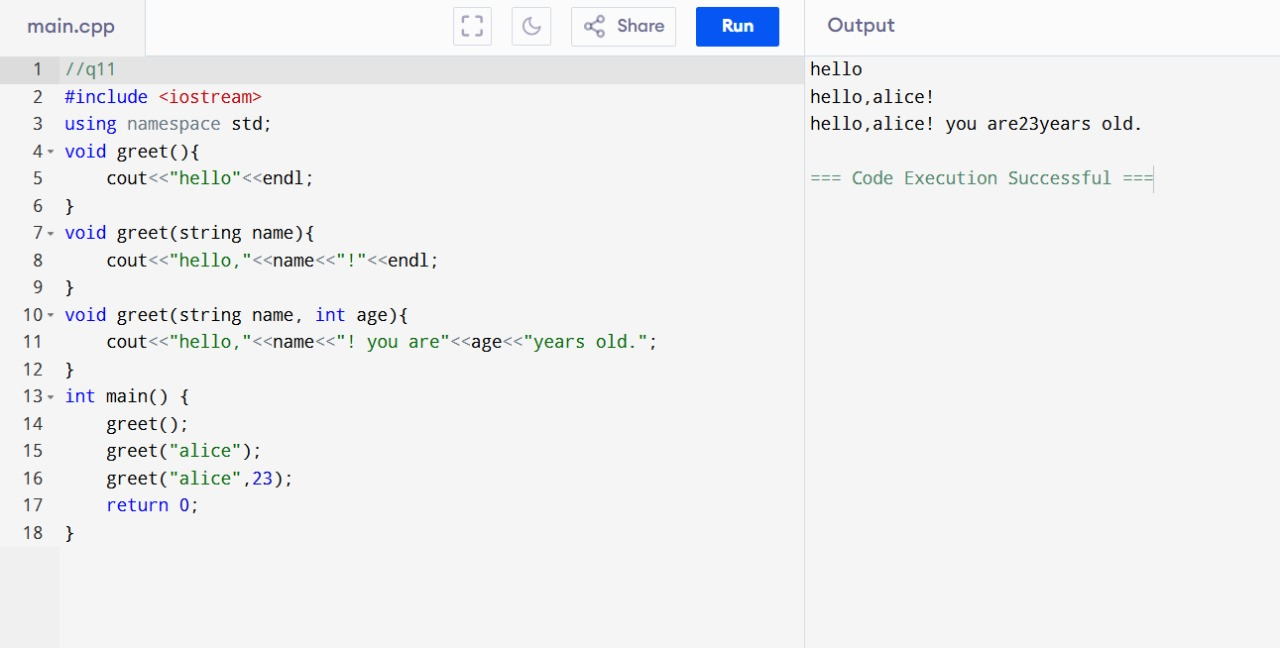 main.cpp
Share
Run
Output
1 //q11
2 #include <iostream>
3 using namespace std;
4 void greet(){
5     cout<<"hello"<<endl;
6 }
7 void greet(string name){
8     cout<<"hello,"<<name<<"!"<<endl;
9 }
10 void greet(string name, int age){
11     cout<<"hello,"<<name<<"! you are"<<age<<"years old.";
12 }
13 int main() {
14     greet();
15     greet("alice");
16     greet("alice",23);
17     return 0;
18 }
hello
hello,alice!
hello,alice! you are23years old.
=== Code Execution Successful ===